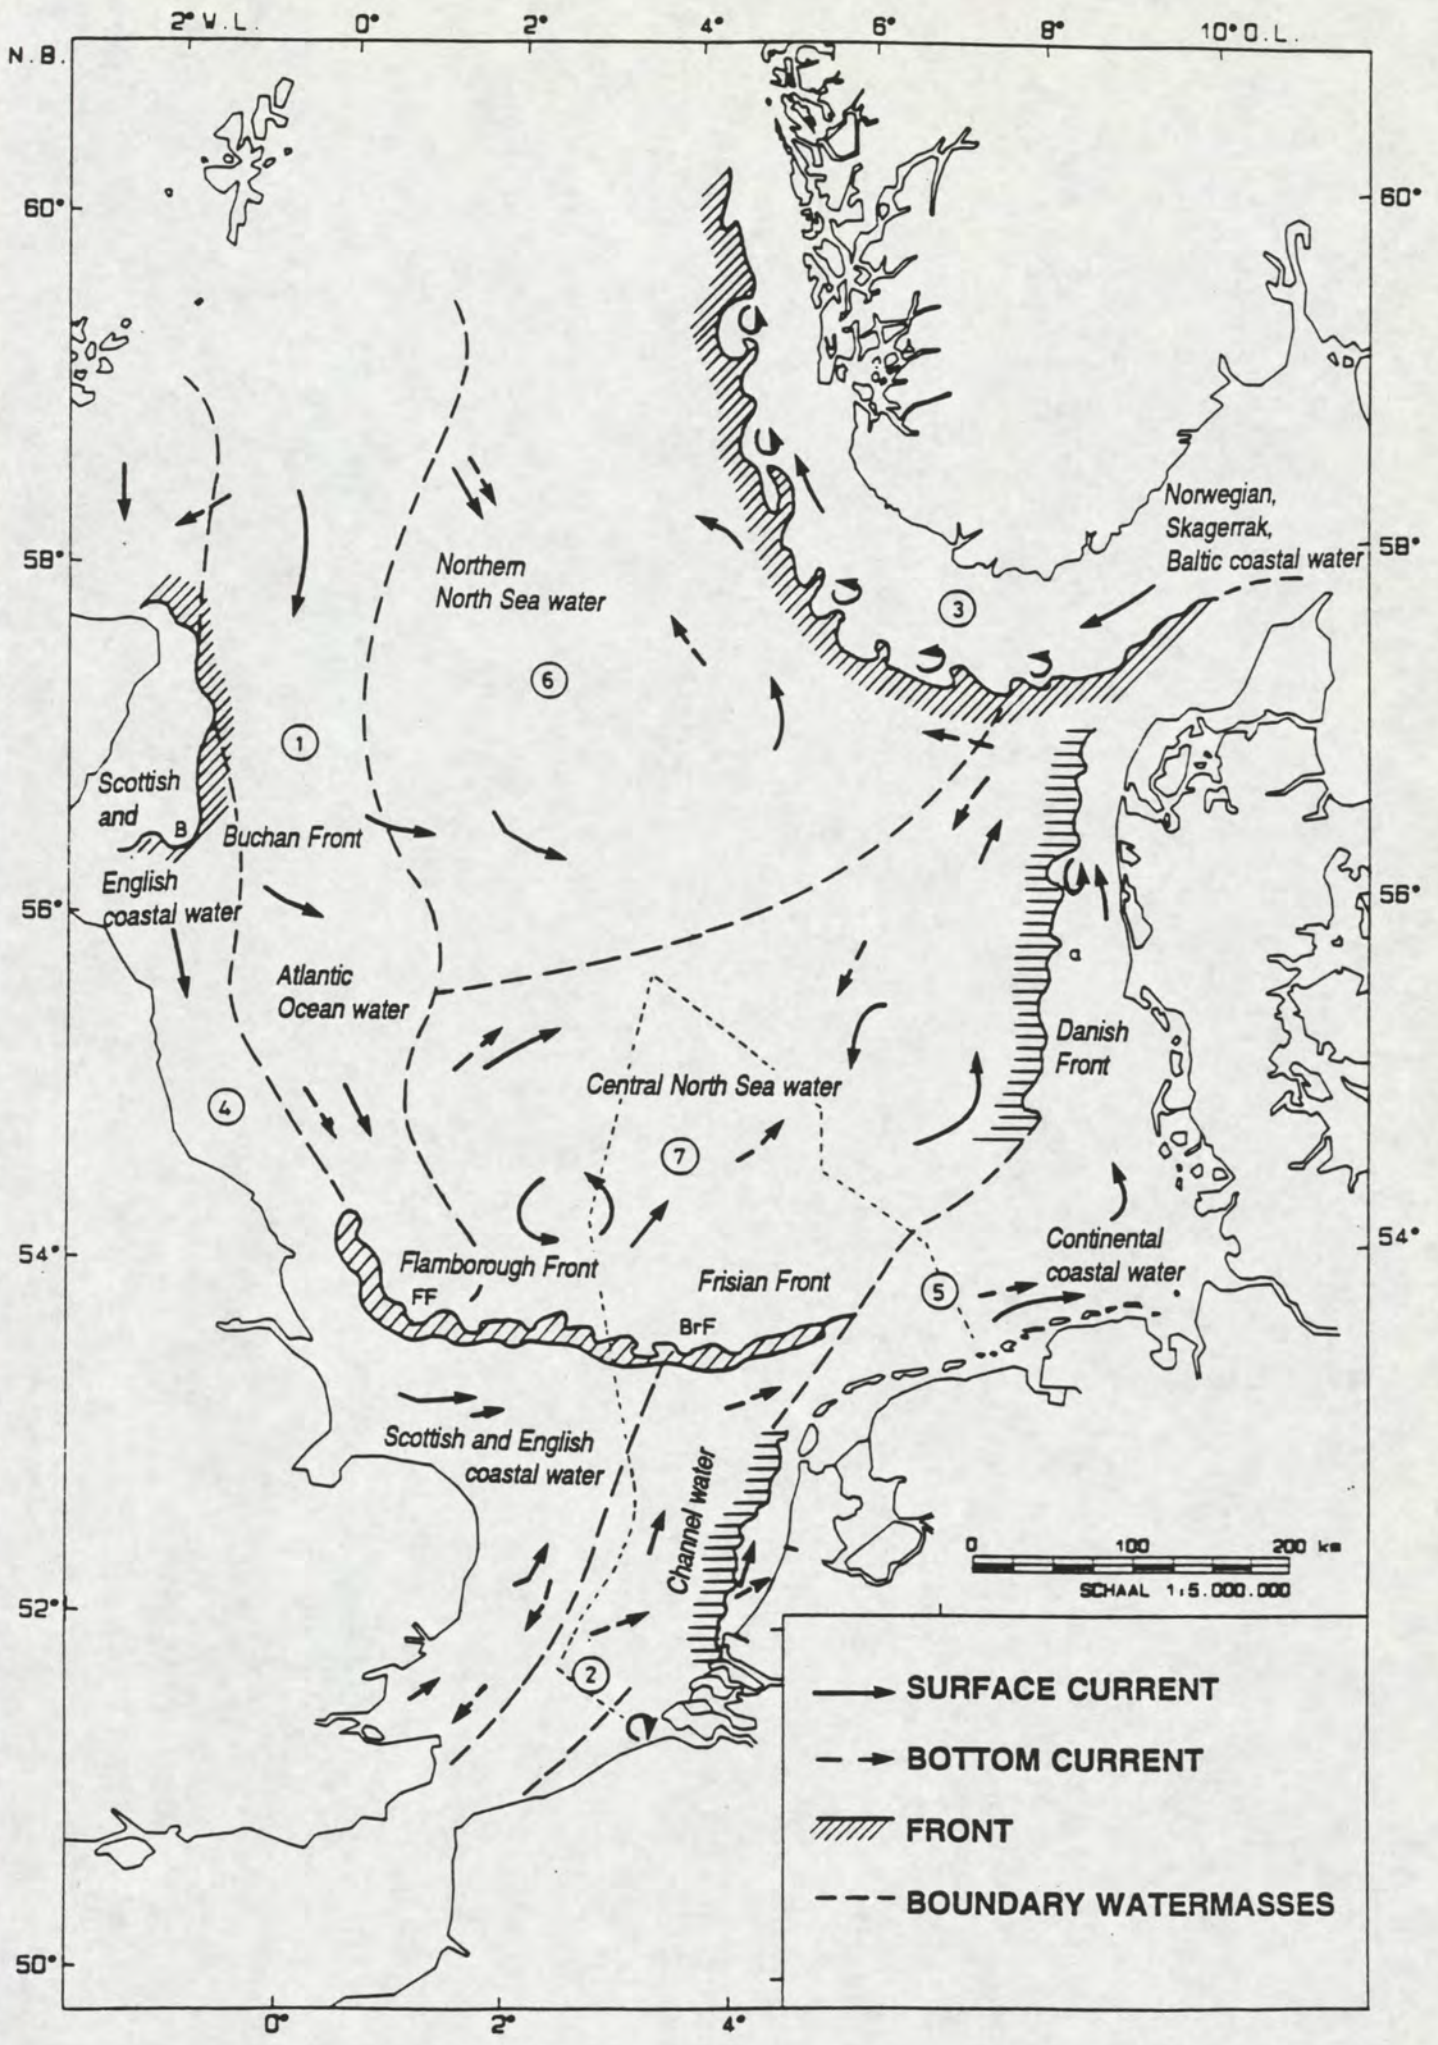 2° W.L.
0°
2°
4°
6°
8°
10° O.L.
N.B.
60°
60°
Norwegian,
Skagerrak,
Baltic coastal water
58°
58°
Northern
North Sea water
3
6
1
Scottish
and
B
Buchan Front
English
coastal water
56°
56°
a
Atlantic
Ocean water
Danish
Front
Central North Sea water
4
7
54°
54°
Flamborough Front
FF
Frisian Front
BrF
Continental
coastal water
5
Scottish and English
coastal water
Channel water
0 100 200 km
SCHAAL 1:5.000.000
52°
2
SURFACE CURRENT
BOTTOM CURRENT
FRONT
BOUNDARY WATERMASSES
50°
0°
2°
4°